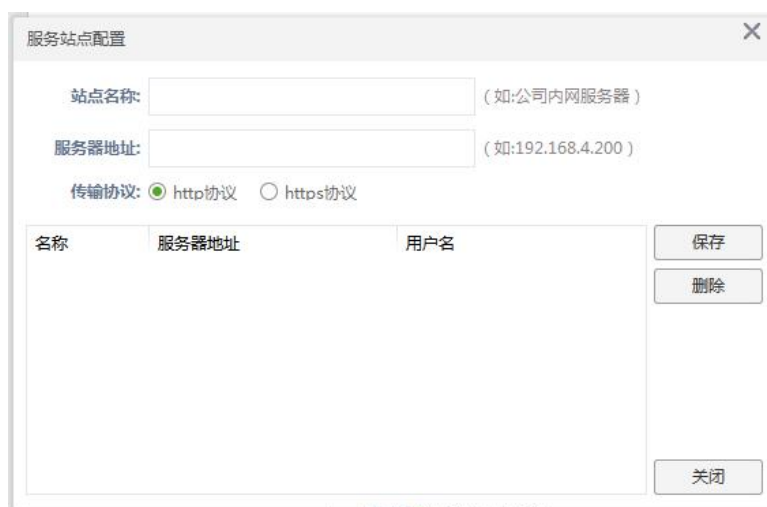 服务站点配置
站点名称: (如:公司内网服务器)
服务器地址: (如:192.168.4.200)
传输协议: http协议 https协议
名称 服务器地址 用户名
保存
删除
关闭